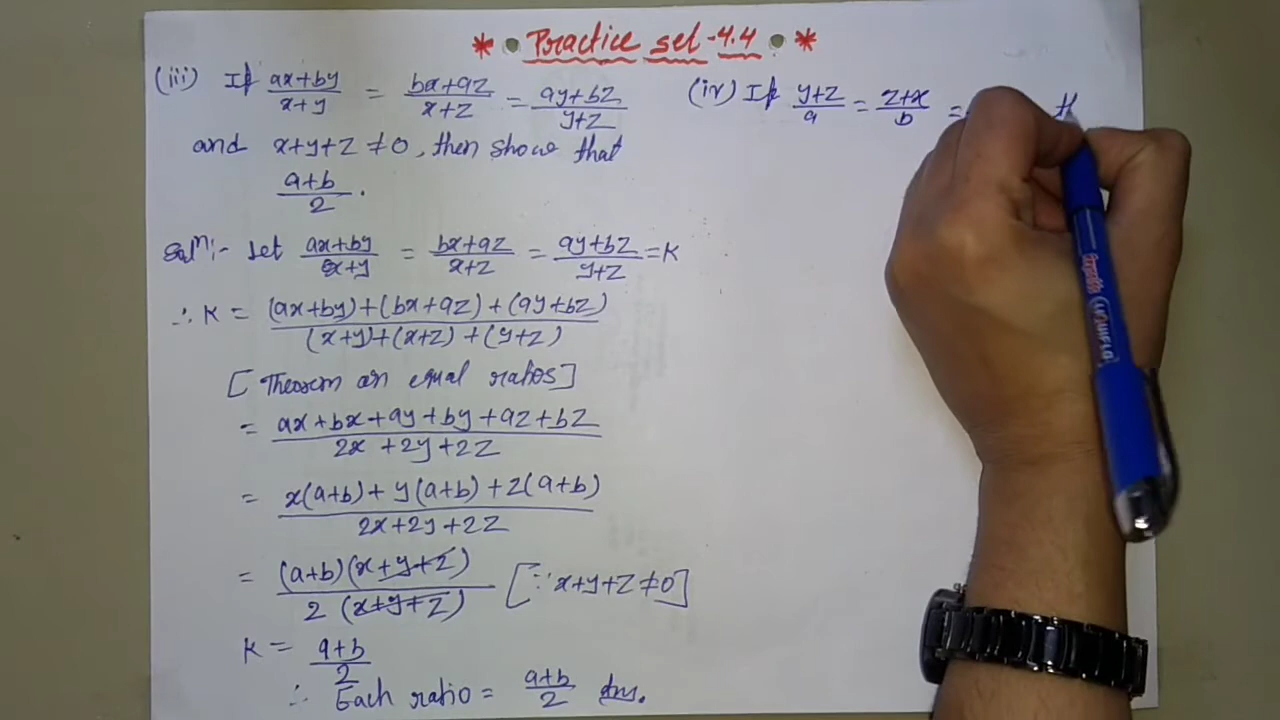 * • Practice set-4.4 • *
(iii) If (ax+by)/(x+y) = (bx+az)/(x+z) = (ay+bz)/(y+z)
and x+y+z ≠ 0, then show that
(a+b)/2 .
Solⁿ:- Let (ax+by)/(x+y) = (bx+az)/(x+z) = (ay+bz)/(y+z) = K
∴ K = ((ax+by)+(bx+az)+(ay+bz))/((x+y)+(x+z)+(y+z))
[Theorem on equal ratios]
= (ax+bx+ay+by+az+bz)/(2x+2y+2z)
= (x(a+b)+y(a+b)+z(a+b))/(2x+2y+2z)
= ((a+b)(x+y+z))/(2(x+y+z)) [∵ x+y+z ≠ 0]
K = (a+b)/2
∴ Each ratio = (a+b)/2 Ans.
(iv) If (y+z)/a = (z+x)/b = th